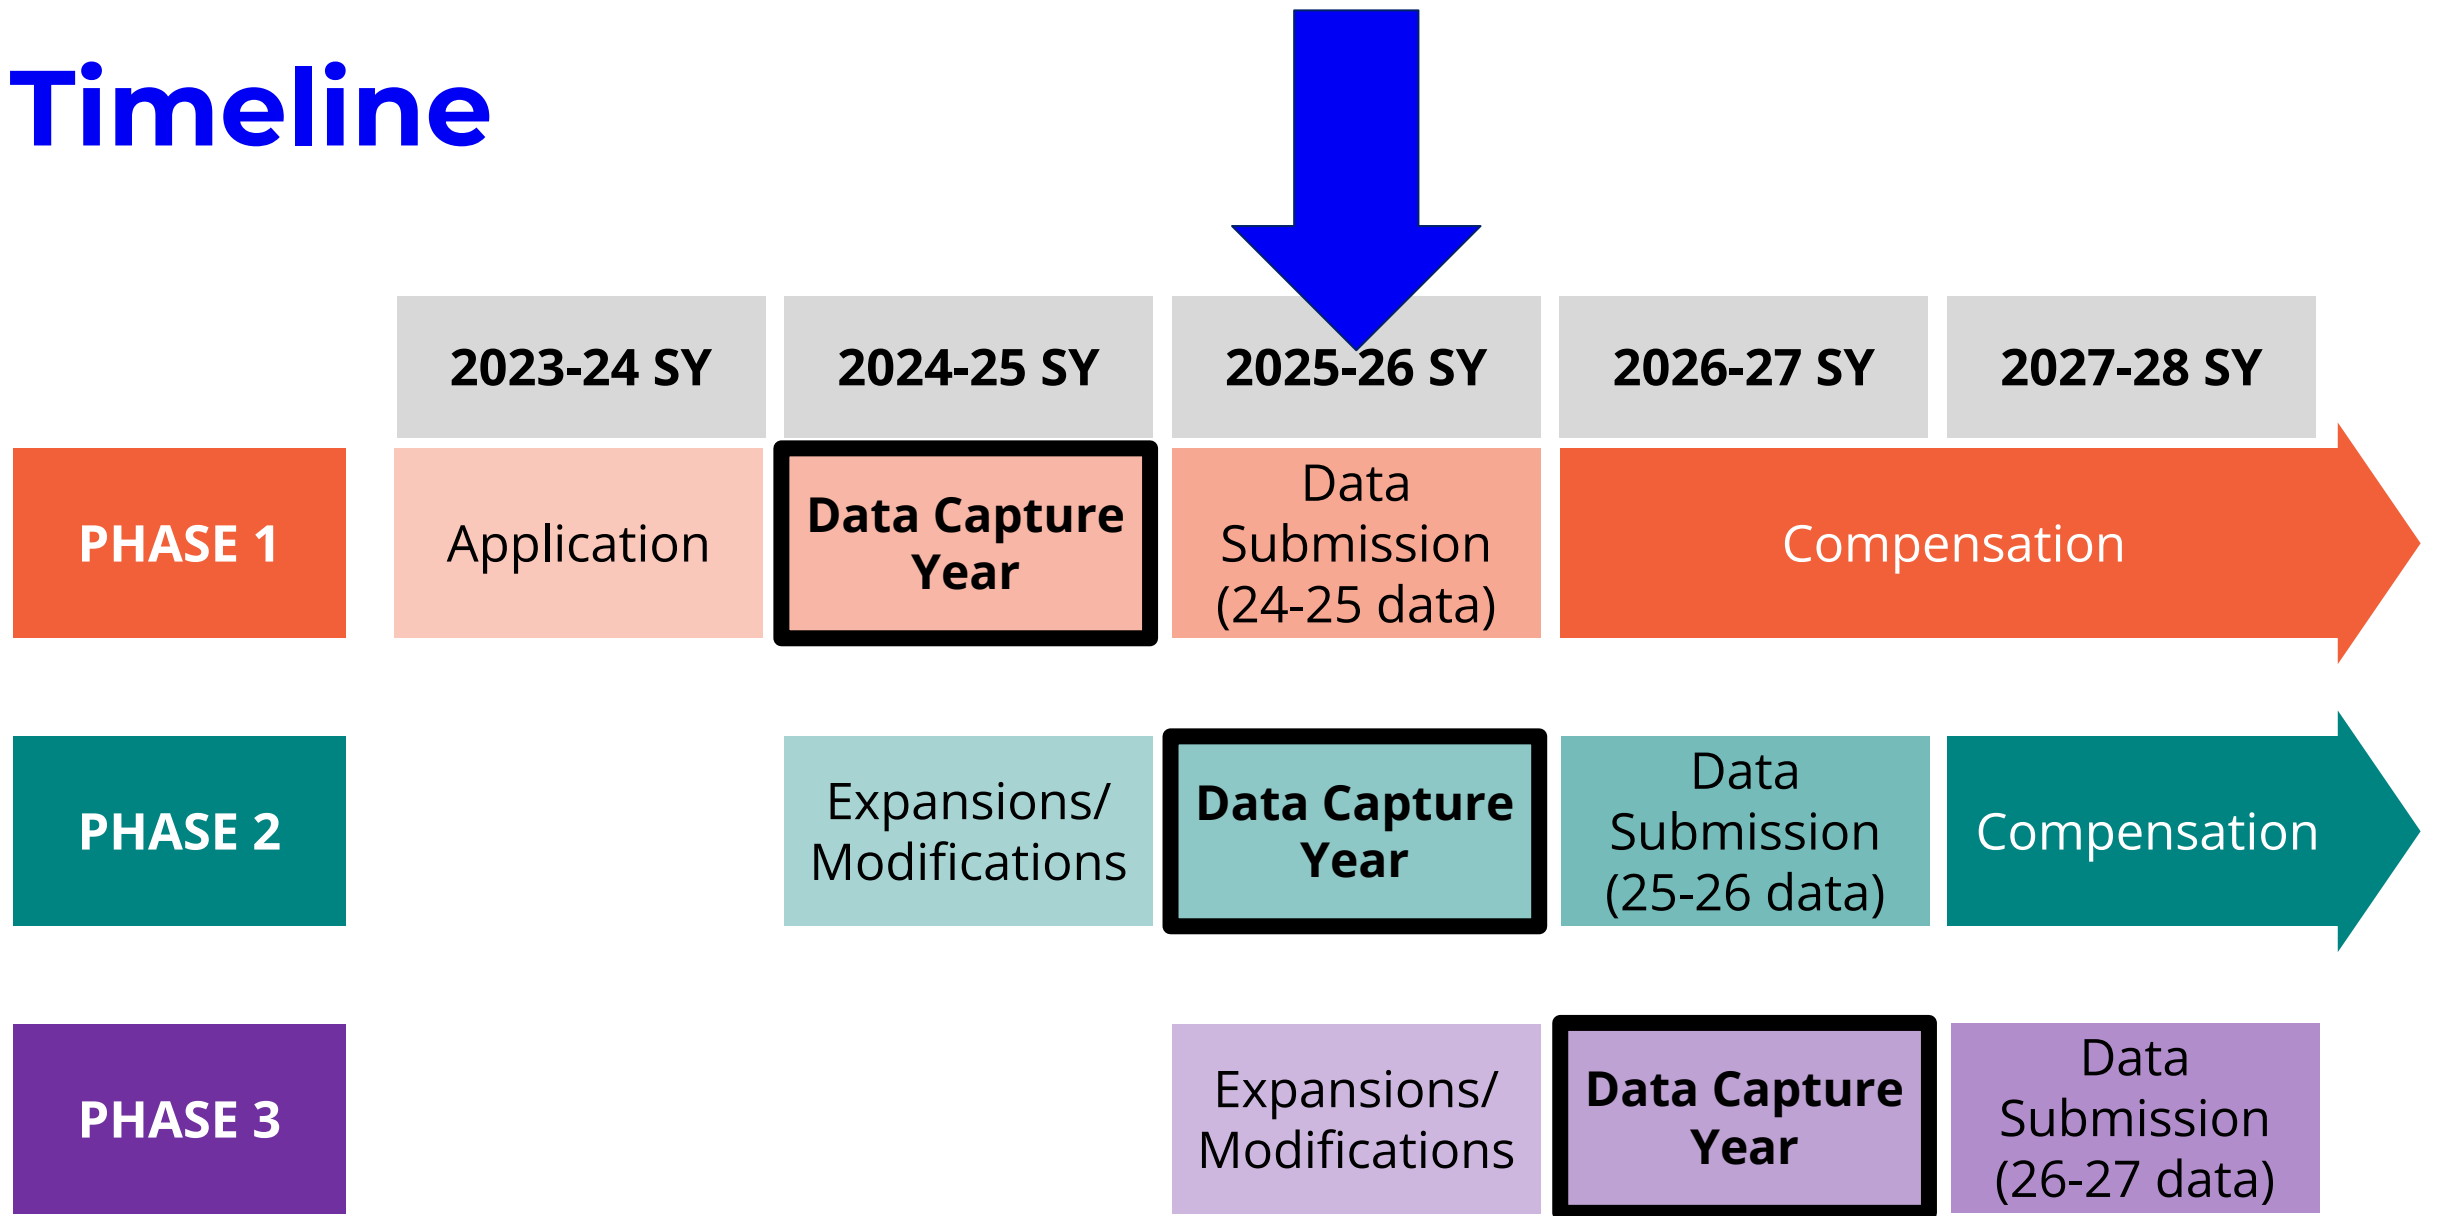 Timeline
2023-24 SY
2024-25 SY
2025-26 SY
2026-27 SY
2027-28 SY
PHASE 1
Application
Data Capture
Year
Data
Submission
(24-25 data)
Compensation
PHASE 2
Expansions/
Modifications
Data Capture
Year
Data
Submission
(25-26 data)
Compensation
PHASE 3
Expansions/
Modifications
Data Capture
Year
Data
Submission
(26-27 data)